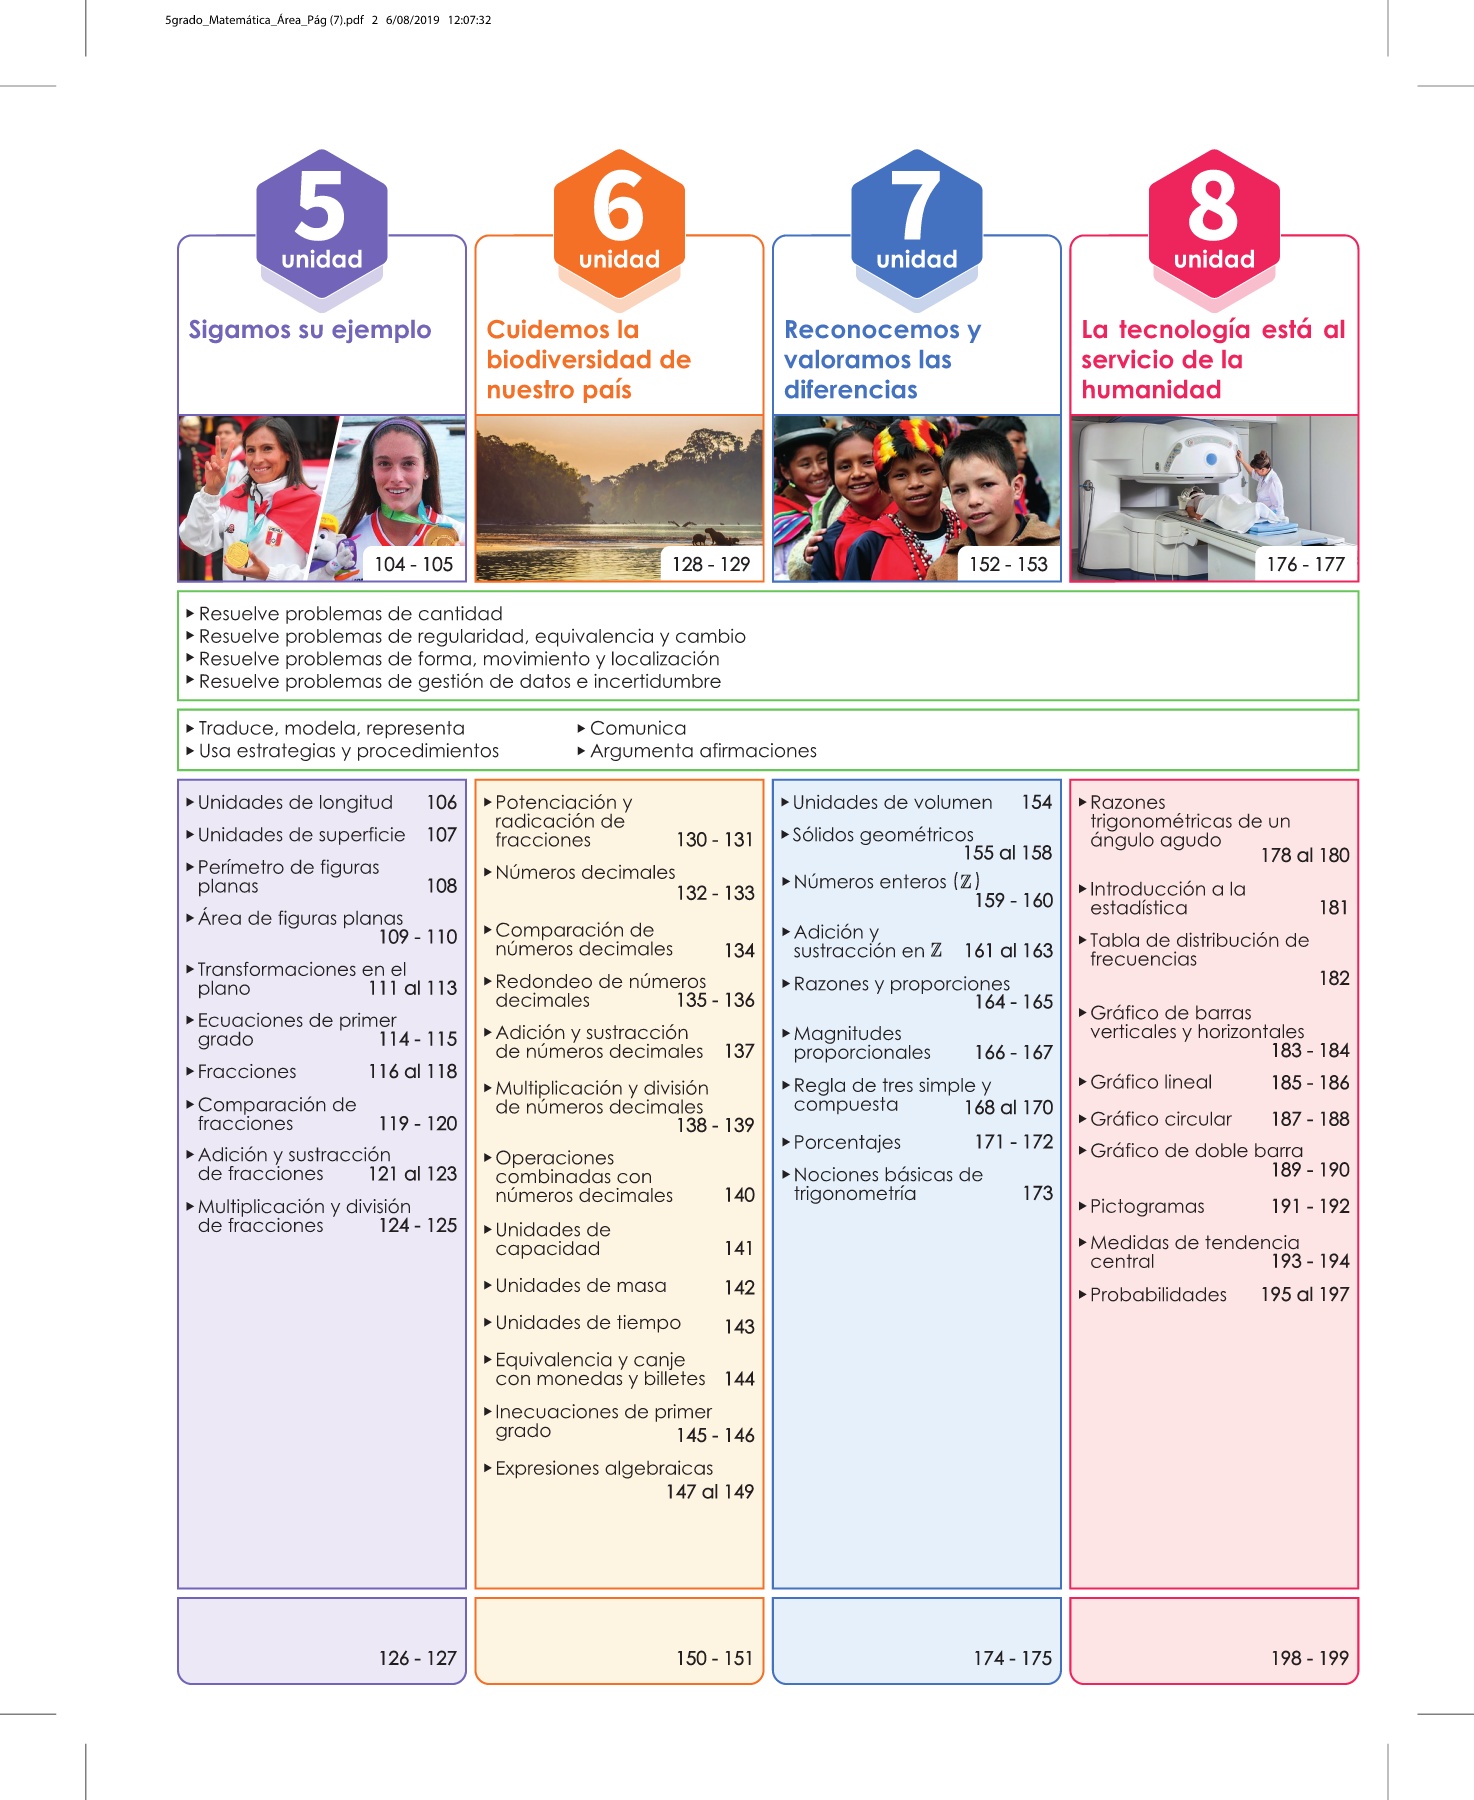 5grado_Matemática_Área_Pág (7).pdf 2 6/08/2019 12:07:32
5
unidad
Sigamos su ejemplo
104 - 105
6
unidad
Cuidemos la
biodiversidad de
nuestro país
128 - 129
7
unidad
Reconocemos y
valoramos las
diferencias
152 - 153
8
unidad
La tecnología está al
servicio de la
humanidad
176 - 177
Resuelve problemas de cantidad
Resuelve problemas de regularidad, equivalencia y cambio
Resuelve problemas de forma, movimiento y localización
Resuelve problemas de gestión de datos e incertidumbre
Traduce, modela, representa
Usa estrategias y procedimientos
Comunica
Argumenta afirmaciones
Unidades de longitud 106
Unidades de superficie 107
Perímetro de figuras
planas 108
Área de figuras planas
109 - 110
Transformaciones en el
plano 111 al 113
Ecuaciones de primer
grado 114 - 115
Fracciones 116 al 118
Comparación de
fracciones 119 - 120
Adición y sustracción
de fracciones 121 al 123
Multiplicación y división
de fracciones 124 - 125
126 - 127
Potenciación y
radicación de
fracciones 130 - 131
Números decimales
132 - 133
Comparación de
números decimales 134
Redondeo de números
decimales 135 - 136
Adición y sustracción
de números decimales 137
Multiplicación y división
de números decimales
138 - 139
Operaciones
combinadas con
números decimales 140
Unidades de
capacidad 141
Unidades de masa 142
Unidades de tiempo 143
Equivalencia y canje
con monedas y billetes 144
Inecuaciones de primer
grado 145 - 146
Expresiones algebraicas
147 al 149
150 - 151
Unidades de volumen 154
Sólidos geométricos
155 al 158
Números enteros (ℤ)
159 - 160
Adición y
sustracción en ℤ 161 al 163
Razones y proporciones
164 - 165
Magnitudes
proporcionales 166 - 167
Regla de tres simple y
compuesta 168 al 170
Porcentajes 171 - 172
Nociones básicas de
trigonometría 173
174 - 175
Razones
trigonométricas de un
ángulo agudo
178 al 180
Introducción a la
estadística 181
Tabla de distribución de
frecuencias
182
Gráfico de barras
verticales y horizontales
183 - 184
Gráfico lineal 185 - 186
Gráfico circular 187 - 188
Gráfico de doble barra
189 - 190
Pictogramas 191 - 192
Medidas de tendencia
central 193 - 194
Probabilidades 195 al 197
198 - 199